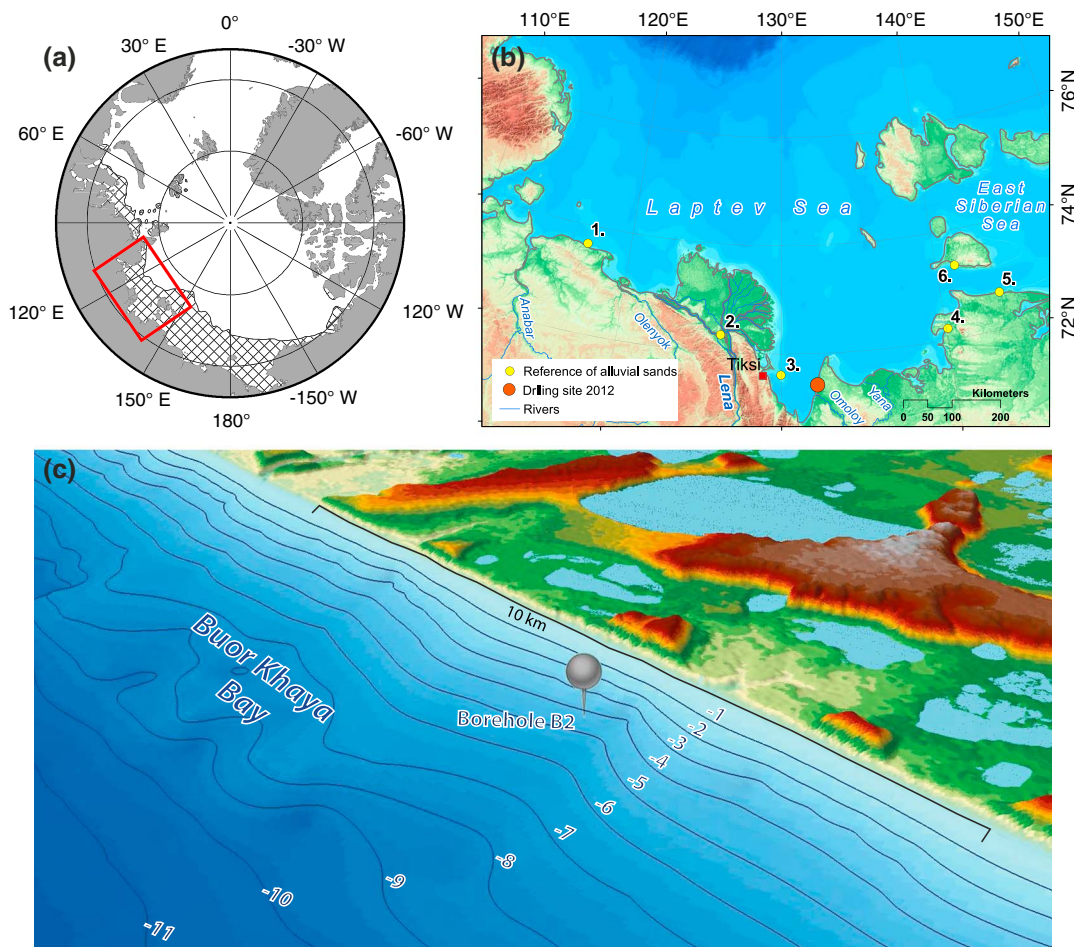 (a)
0°
30° E
-30° W
60° E
-60° W
90° E
90° W
120° E
120° W
150° E
-150° W
180°
(b)
110°E
120°E
130°E
140°E
150°E
76°N
74°N
72°N
Laptev Sea
East
Siberian
Sea
1.
2.
3.
4.
5.
6.
Anabar
Olenyok
Lena
Tiksi
Omoloy
Yana
Reference of alluvial sands
Drilling site 2012
Rivers
Kilometers
0 50 100 200
(c)
10 km
Buor Khaya
Bay
Borehole B2
-1
-2
-3
-4
-5
-6
-7
-8
-9
-10
-11